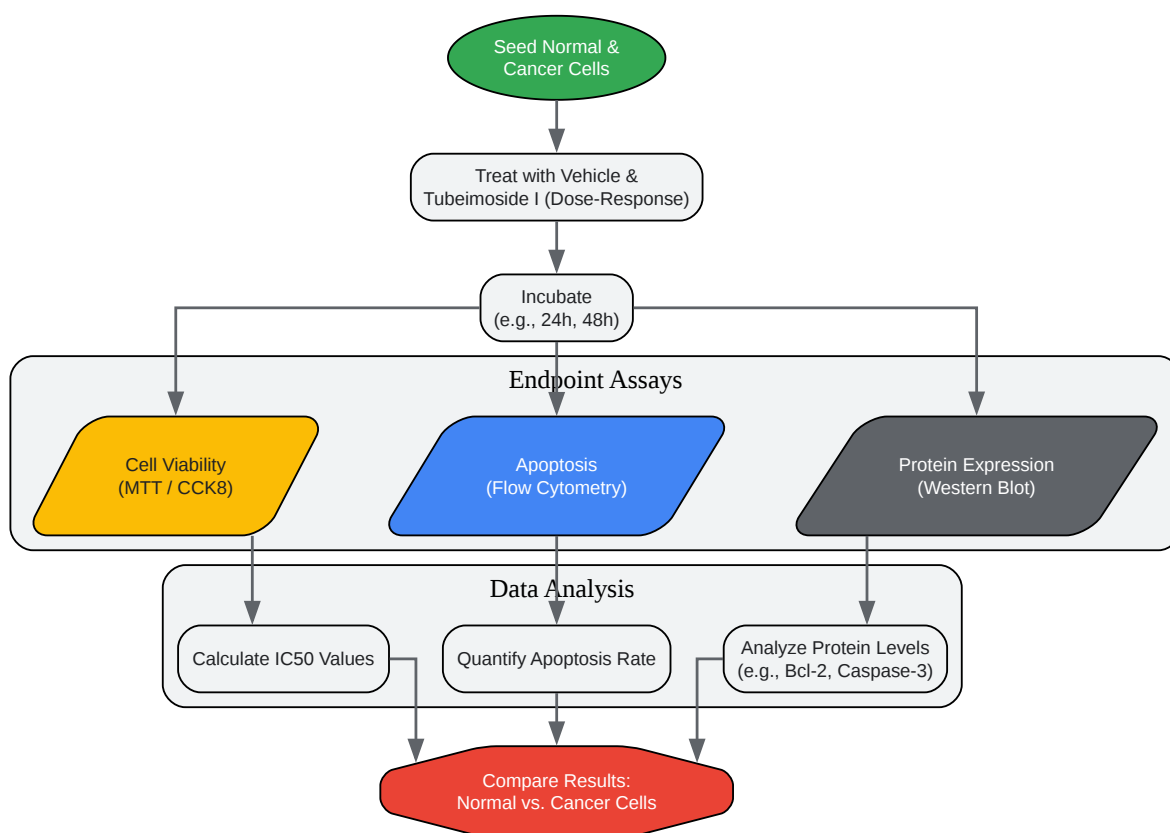 Seed Normal &
Cancer Cells
Treat with Vehicle &
Tubeimoside I (Dose-Response)
Incubate
(e.g., 24h, 48h)
Endpoint Assays
Cell Viability
(MTT / CCK8)
Apoptosis
(Flow Cytometry)
Protein Expression
(Western Blot)
Data Analysis
Calculate IC50 Values
Quantify Apoptosis Rate
Analyze Protein Levels
(e.g., Bcl-2, Caspase-3)
Compare Results:
Normal vs. Cancer Cells